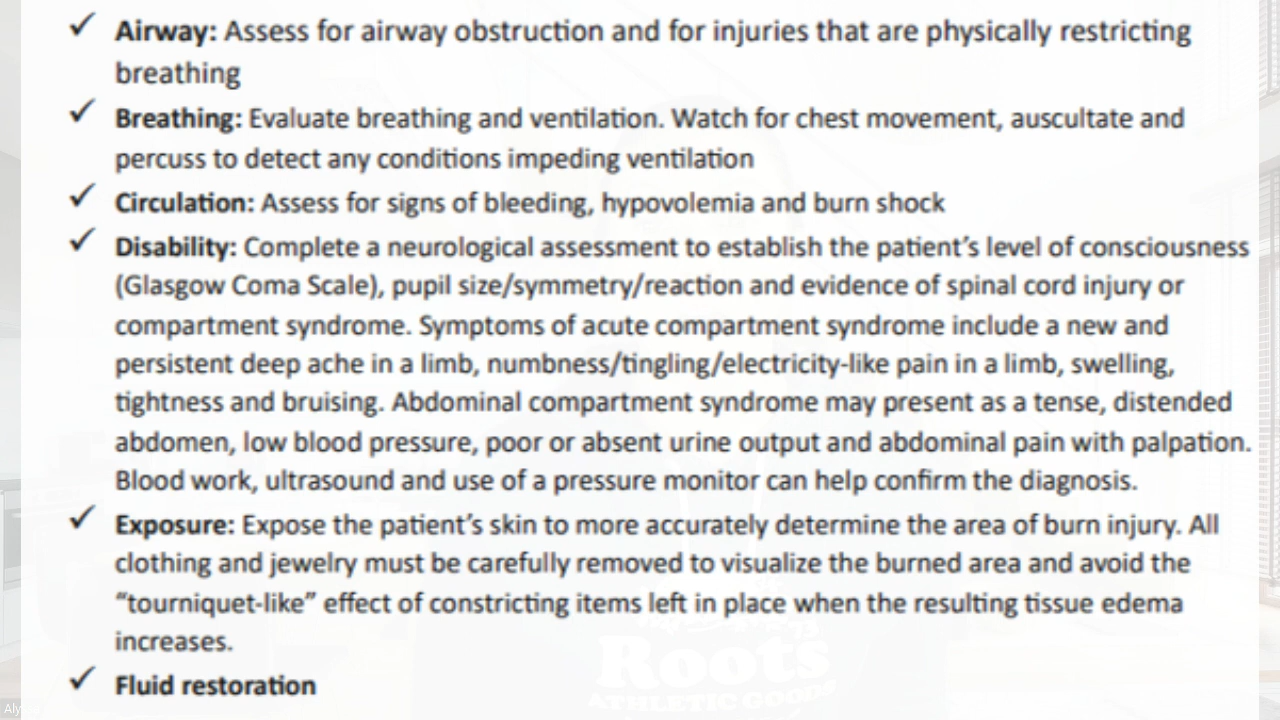 ✓ Airway: Assess for airway obstruction and for injuries that are physically restricting
breathing
✓ Breathing: Evaluate breathing and ventilation. Watch for chest movement, auscultate and
percuss to detect any conditions impeding ventilation
✓ Circulation: Assess for signs of bleeding, hypovolemia and burn shock
✓ Disability: Complete a neurological assessment to establish the patient’s level of consciousness
(Glasgow Coma Scale), pupil size/symmetry/reaction and evidence of spinal cord injury or
compartment syndrome. Symptoms of acute compartment syndrome include a new and
persistent deep ache in a limb, numbness/tingling/electricity-like pain in a limb, swelling,
tightness and bruising. Abdominal compartment syndrome may present as a tense, distended
abdomen, low blood pressure, poor or absent urine output and abdominal pain with palpation.
Blood work, ultrasound and use of a pressure monitor can help confirm the diagnosis.
✓ Exposure: Expose the patient’s skin to more accurately determine the area of burn injury. All
clothing and jewelry must be carefully removed to visualize the burned area and avoid the
“tourniquet-like” effect of constricting items left in place when the resulting tissue edema
increases.
Roots
ATHLETIC GOODS
✓ Fluid restoration